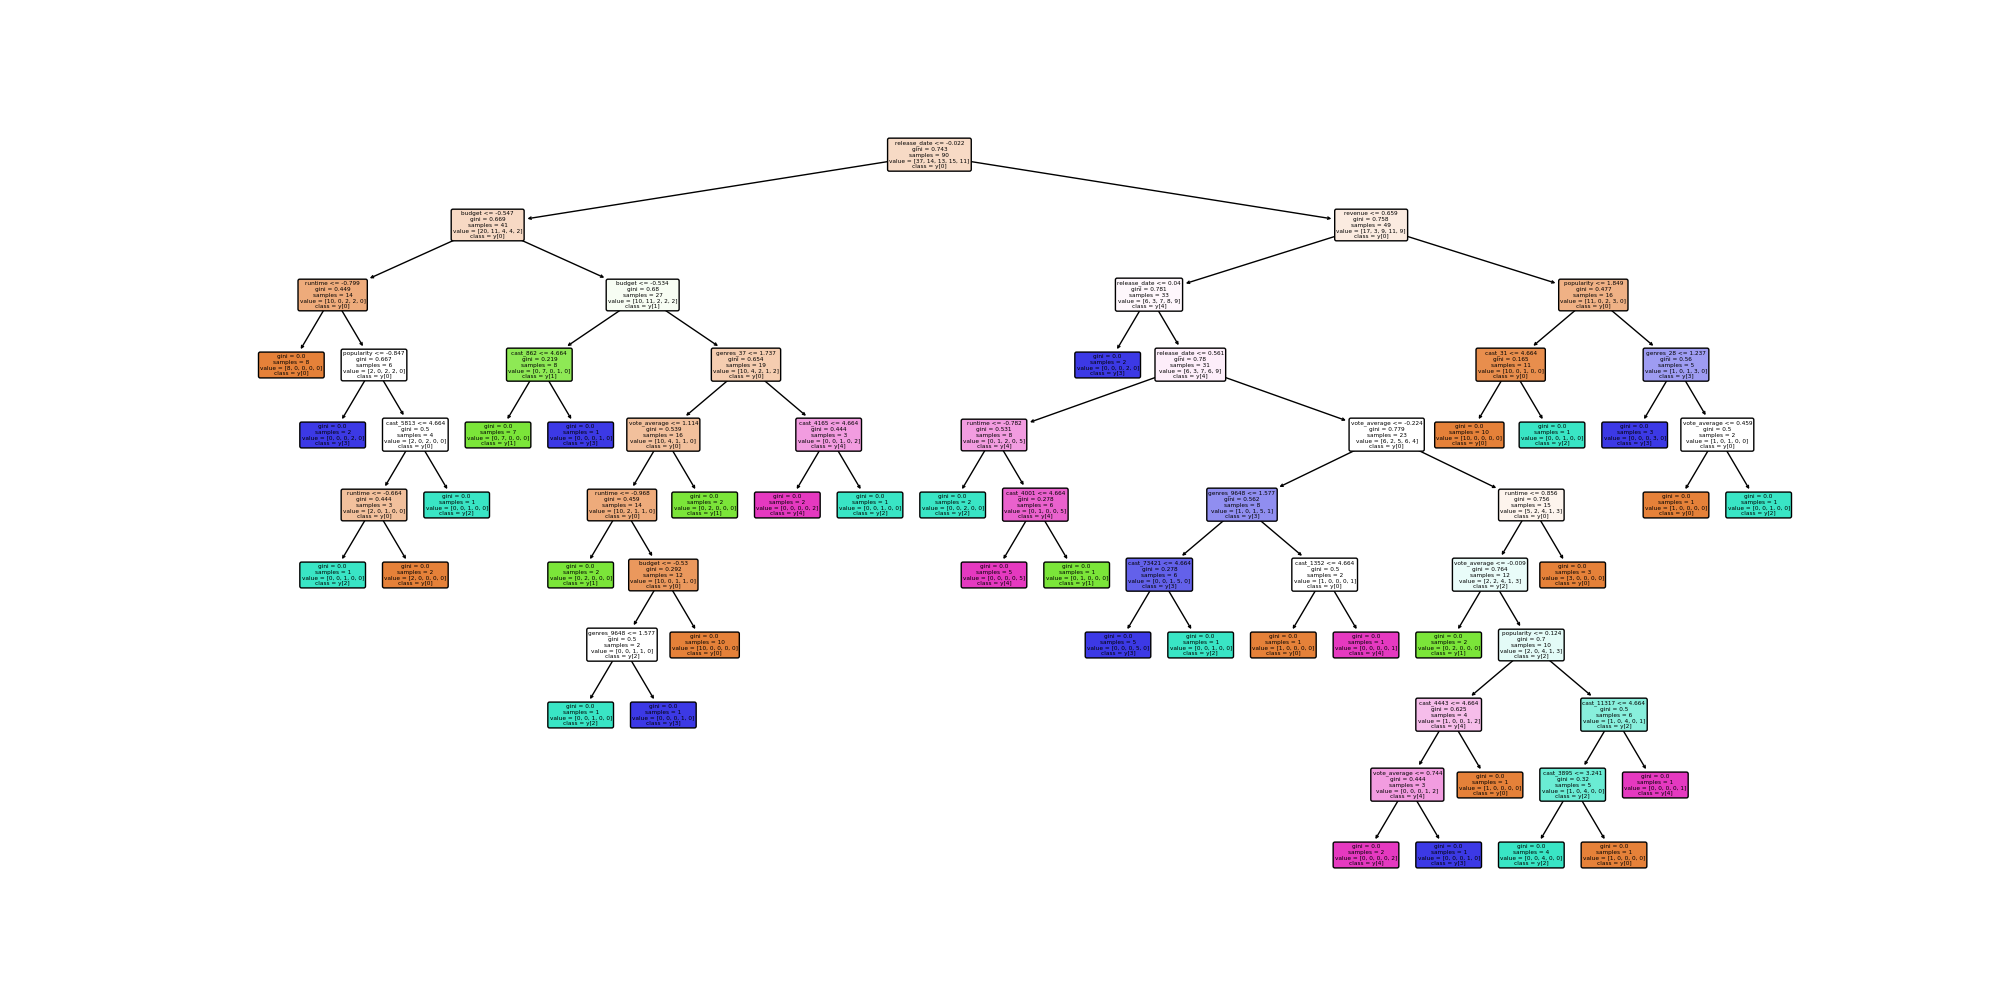 release_date <= -0.022
gini = 0.743
samples = 90
value = [37, 14, 13, 15, 11]
class = y[0]
budget <= -0.547
gini = 0.669
samples = 41
value = [20, 11, 4, 4, 2]
class = y[0]
revenue <= 0.659
gini = 0.758
samples = 49
value = [17, 3, 9, 11, 9]
class = y[0]
runtime <= -0.799
gini = 0.449
samples = 14
value = [10, 0, 2, 2, 0]
class = y[0]
budget <= -0.534
gini = 0.68
samples = 27
value = [10, 11, 2, 2, 2]
class = y[1]
release_date <= 0.04
gini = 0.781
samples = 33
value = [6, 3, 7, 8, 9]
class = y[4]
popularity <= 1.849
gini = 0.477
samples = 16
value = [11, 0, 2, 3, 0]
class = y[0]
gini = 0.0
samples = 8
value = [8, 0, 0, 0, 0]
class = y[0]
popularity <= -0.847
gini = 0.667
samples = 6
value = [2, 0, 2, 2, 0]
class = y[0]
cast_862 <= 4.664
gini = 0.219
samples = 8
value = [0, 7, 0, 1, 0]
class = y[1]
genres_37 <= 1.737
gini = 0.654
samples = 19
value = [10, 4, 2, 1, 2]
class = y[0]
gini = 0.0
samples = 2
value = [0, 0, 0, 2, 0]
class = y[3]
release_date <= 0.561
gini = 0.78
samples = 31
value = [6, 3, 7, 6, 9]
class = y[4]
cast_31 <= 4.664
gini = 0.165
samples = 11
value = [10, 0, 1, 0, 0]
class = y[0]
genres_28 <= 1.237
gini = 0.56
samples = 5
value = [1, 0, 1, 3, 0]
class = y[3]
gini = 0.0
samples = 2
value = [0, 0, 0, 2, 0]
class = y[3]
cast_5813 <= 4.664
gini = 0.5
samples = 4
value = [2, 0, 2, 0, 0]
class = y[0]
gini = 0.0
samples = 7
value = [0, 7, 0, 0, 0]
class = y[1]
gini = 0.0
samples = 1
value = [0, 0, 0, 1, 0]
class = y[3]
vote_average <= 1.114
gini = 0.539
samples = 16
value = [10, 4, 1, 1, 0]
class = y[0]
cast_4165 <= 4.664
gini = 0.444
samples = 3
value = [0, 0, 1, 0, 2]
class = y[4]
runtime <= -0.782
gini = 0.531
samples = 8
value = [0, 1, 2, 0, 5]
class = y[4]
vote_average <= -0.224
gini = 0.779
samples = 23
value = [6, 2, 5, 6, 4]
class = y[0]
gini = 0.0
samples = 10
value = [10, 0, 0, 0, 0]
class = y[0]
gini = 0.0
samples = 1
value = [0, 0, 1, 0, 0]
class = y[2]
gini = 0.0
samples = 3
value = [0, 0, 0, 3, 0]
class = y[3]
vote_average <= 0.459
gini = 0.5
samples = 2
value = [1, 0, 1, 0, 0]
class = y[0]
runtime <= -0.664
gini = 0.444
samples = 3
value = [2, 0, 1, 0, 0]
class = y[0]
gini = 0.0
samples = 1
value = [0, 0, 1, 0, 0]
class = y[2]
runtime <= -0.968
gini = 0.459
samples = 14
value = [10, 2, 1, 1, 0]
class = y[0]
gini = 0.0
samples = 2
value = [0, 2, 0, 0, 0]
class = y[1]
gini = 0.0
samples = 2
value = [0, 0, 0, 0, 2]
class = y[4]
gini = 0.0
samples = 1
value = [0, 0, 1, 0, 0]
class = y[2]
gini = 0.0
samples = 2
value = [0, 0, 2, 0, 0]
class = y[2]
cast_4001 <= 4.664
gini = 0.278
samples = 6
value = [0, 1, 0, 0, 5]
class = y[4]
genres_9648 <= 1.577
gini = 0.562
samples = 8
value = [1, 0, 1, 5, 1]
class = y[3]
runtime <= 0.856
gini = 0.756
samples = 15
value = [5, 2, 4, 1, 3]
class = y[0]
gini = 0.0
samples = 1
value = [1, 0, 0, 0, 0]
class = y[0]
gini = 0.0
samples = 1
value = [0, 0, 1, 0, 0]
class = y[2]
gini = 0.0
samples = 1
value = [0, 0, 1, 0, 0]
class = y[2]
gini = 0.0
samples = 2
value = [2, 0, 0, 0, 0]
class = y[0]
gini = 0.0
samples = 2
value = [0, 2, 0, 0, 0]
class = y[1]
budget <= -0.53
gini = 0.292
samples = 12
value = [10, 0, 1, 1, 0]
class = y[0]
gini = 0.0
samples = 5
value = [0, 0, 0, 0, 5]
class = y[4]
gini = 0.0
samples = 1
value = [0, 1, 0, 0, 0]
class = y[1]
cast_73421 <= 4.664
gini = 0.278
samples = 6
value = [0, 0, 1, 5, 0]
class = y[3]
cast_1352 <= 4.664
gini = 0.5
samples = 2
value = [1, 0, 0, 0, 1]
class = y[0]
vote_average <= -0.009
gini = 0.764
samples = 12
value = [2, 2, 4, 1, 3]
class = y[2]
gini = 0.0
samples = 3
value = [3, 0, 0, 0, 0]
class = y[0]
genres_9648 <= 1.577
gini = 0.5
samples = 2
value = [0, 0, 1, 1, 0]
class = y[2]
gini = 0.0
samples = 10
value = [10, 0, 0, 0, 0]
class = y[0]
gini = 0.0
samples = 5
value = [0, 0, 0, 5, 0]
class = y[3]
gini = 0.0
samples = 1
value = [0, 0, 1, 0, 0]
class = y[2]
gini = 0.0
samples = 1
value = [1, 0, 0, 0, 0]
class = y[0]
gini = 0.0
samples = 1
value = [0, 0, 0, 0, 1]
class = y[4]
gini = 0.0
samples = 2
value = [0, 2, 0, 0, 0]
class = y[1]
popularity <= 0.124
gini = 0.7
samples = 10
value = [2, 0, 4, 1, 3]
class = y[2]
gini = 0.0
samples = 1
value = [0, 0, 1, 0, 0]
class = y[2]
gini = 0.0
samples = 1
value = [0, 0, 0, 1, 0]
class = y[3]
cast_4443 <= 4.664
gini = 0.625
samples = 4
value = [1, 0, 0, 1, 2]
class = y[4]
cast_11317 <= 4.664
gini = 0.5
samples = 6
value = [1, 0, 4, 0, 1]
class = y[2]
vote_average <= 0.744
gini = 0.444
samples = 3
value = [0, 0, 0, 1, 2]
class = y[4]
gini = 0.0
samples = 1
value = [1, 0, 0, 0, 0]
class = y[0]
cast_3895 <= 3.241
gini = 0.32
samples = 5
value = [1, 0, 4, 0, 0]
class = y[2]
gini = 0.0
samples = 1
value = [0, 0, 0, 0, 1]
class = y[4]
gini = 0.0
samples = 2
value = [0, 0, 0, 0, 2]
class = y[4]
gini = 0.0
samples = 1
value = [0, 0, 0, 1, 0]
class = y[3]
gini = 0.0
samples = 4
value = [0, 0, 4, 0, 0]
class = y[2]
gini = 0.0
samples = 1
value = [1, 0, 0, 0, 0]
class = y[0]